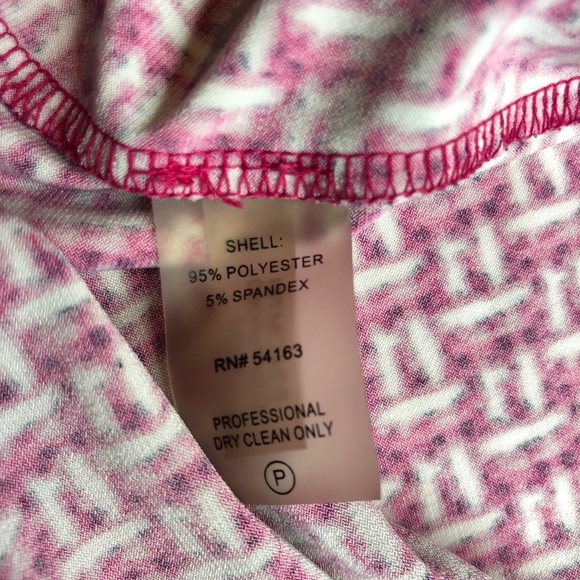 SHELL:
95% POLYESTER
5% SPANDEX
RN# 54163
PROFESSIONAL
DRY CLEAN ONLY
P